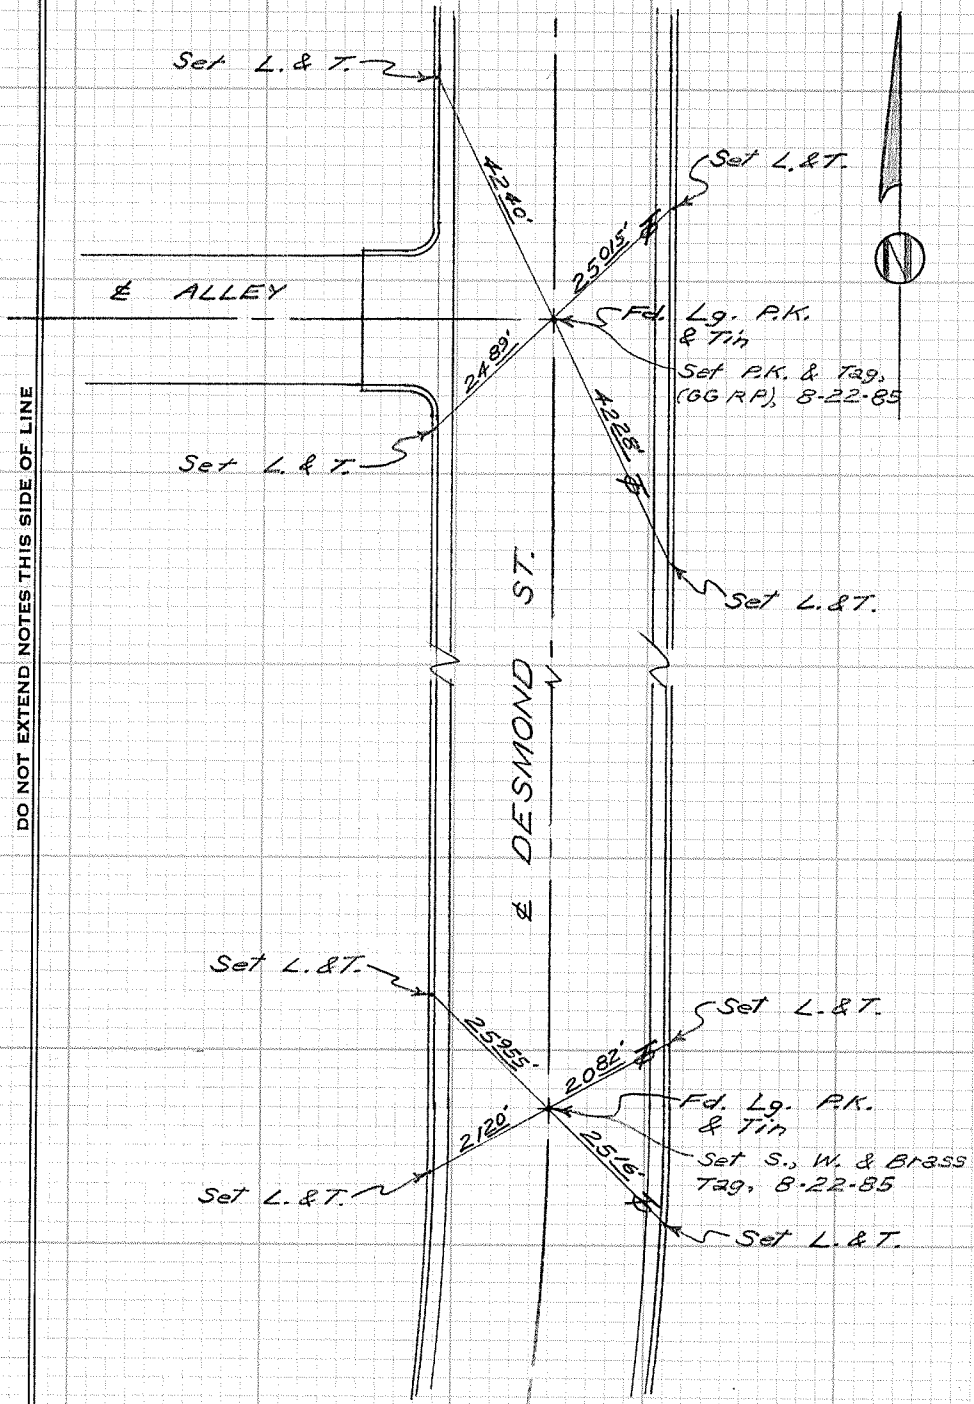 Set L. & T.
42 40'
Set L. & T.
25 015'
℄ ALLEY
Fd. Lg. P.K.
& Tin
24 89'
Set P.K. & Tag,
(GGRP), 8-22-85
42 28'
Set L. & T.
Set L. & T.
N
DO NOT EXTEND NOTES THIS SIDE OF LINE
℄ DESMOND ST.
Set L. & T.
25 955'
Set L. & T.
20 82'
Fd. Lg. P.K.
& Tin
21 20'
25 16'
Set S., W. & Brass
Tag, 8-22-85
Set L. & T.
Set L. & T.